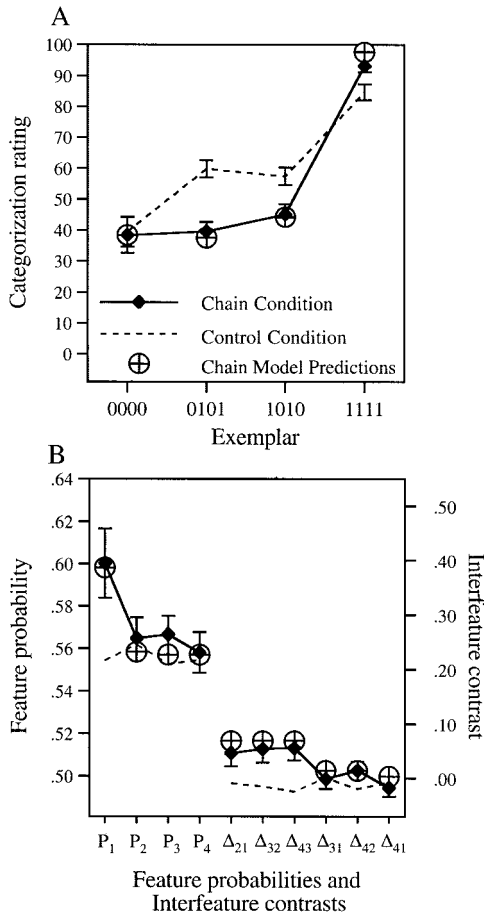 A
Categorization rating
100
90
80
70
60
50
40
30
20
10
0
Chain Condition
Control Condition
Chain Model Predictions
0000 0101 1010 1111
Exemplar
B
Feature probability
.64
.62
.60
.58
.56
.54
.52
.50
Interfeature contrast
.50
.40
.30
.20
.10
.00
P₁ P₂ P₃ P₄ Δ₂₁ Δ₃₂ Δ₄₃ Δ₃₁ Δ₄₂ Δ₄₁
Feature probabilities and
Interfeature contrasts